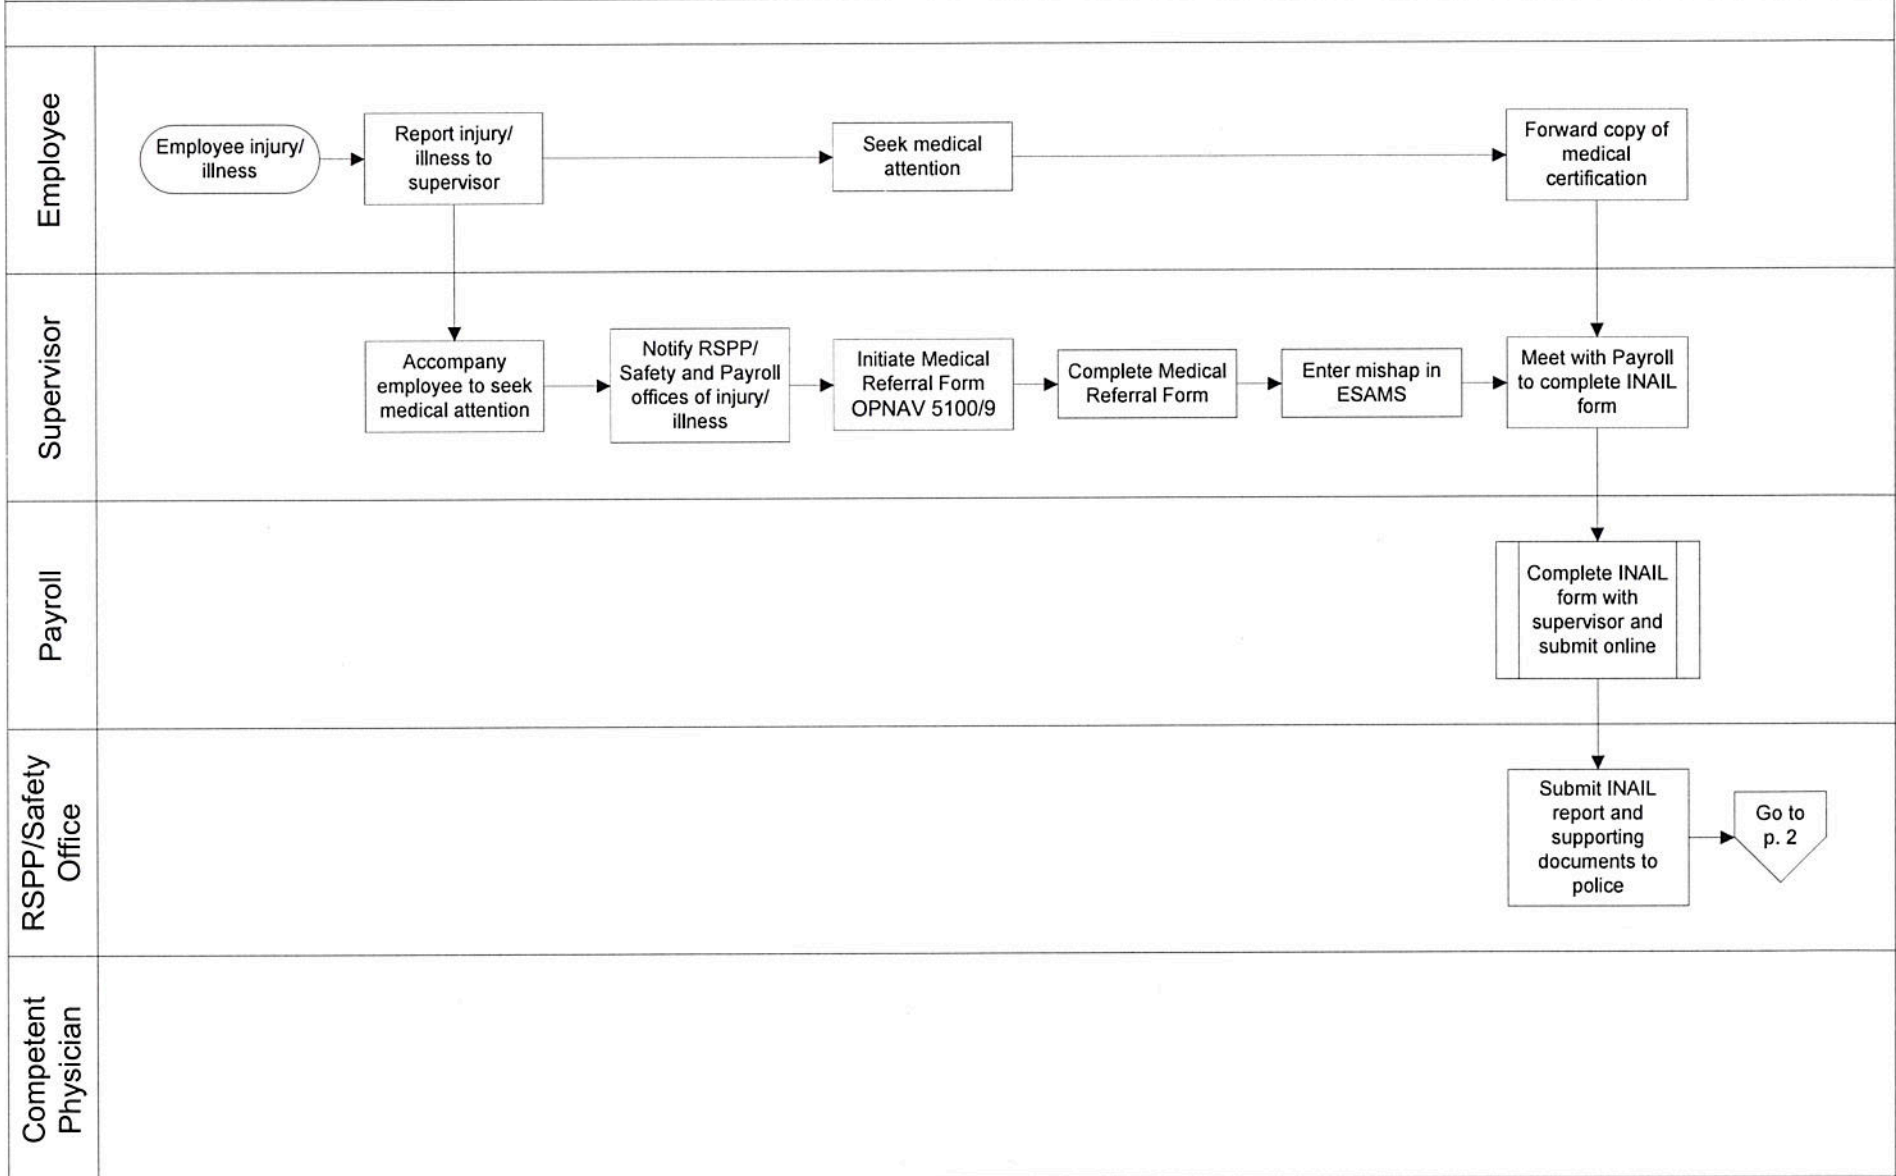 Employee
Employee injury/
illness
Report injury/
illness to
supervisor
Seek medical
attention
Forward copy of
medical
certification
Supervisor
Accompany
employee to seek
medical attention
Notify RSPP/
Safety and Payroll
offices of injury/
illness
Initiate Medical
Referral Form
OPNAV 5100/9
Complete Medical
Referral Form
Enter mishap in
ESAMS
Meet with Payroll
to complete INAIL
form
Payroll
Complete INAIL
form with
supervisor and
submit online
RSPP/Safety
Office
Submit INAIL
report and
supporting
documents to
police
Go to
p. 2
Competent
Physician